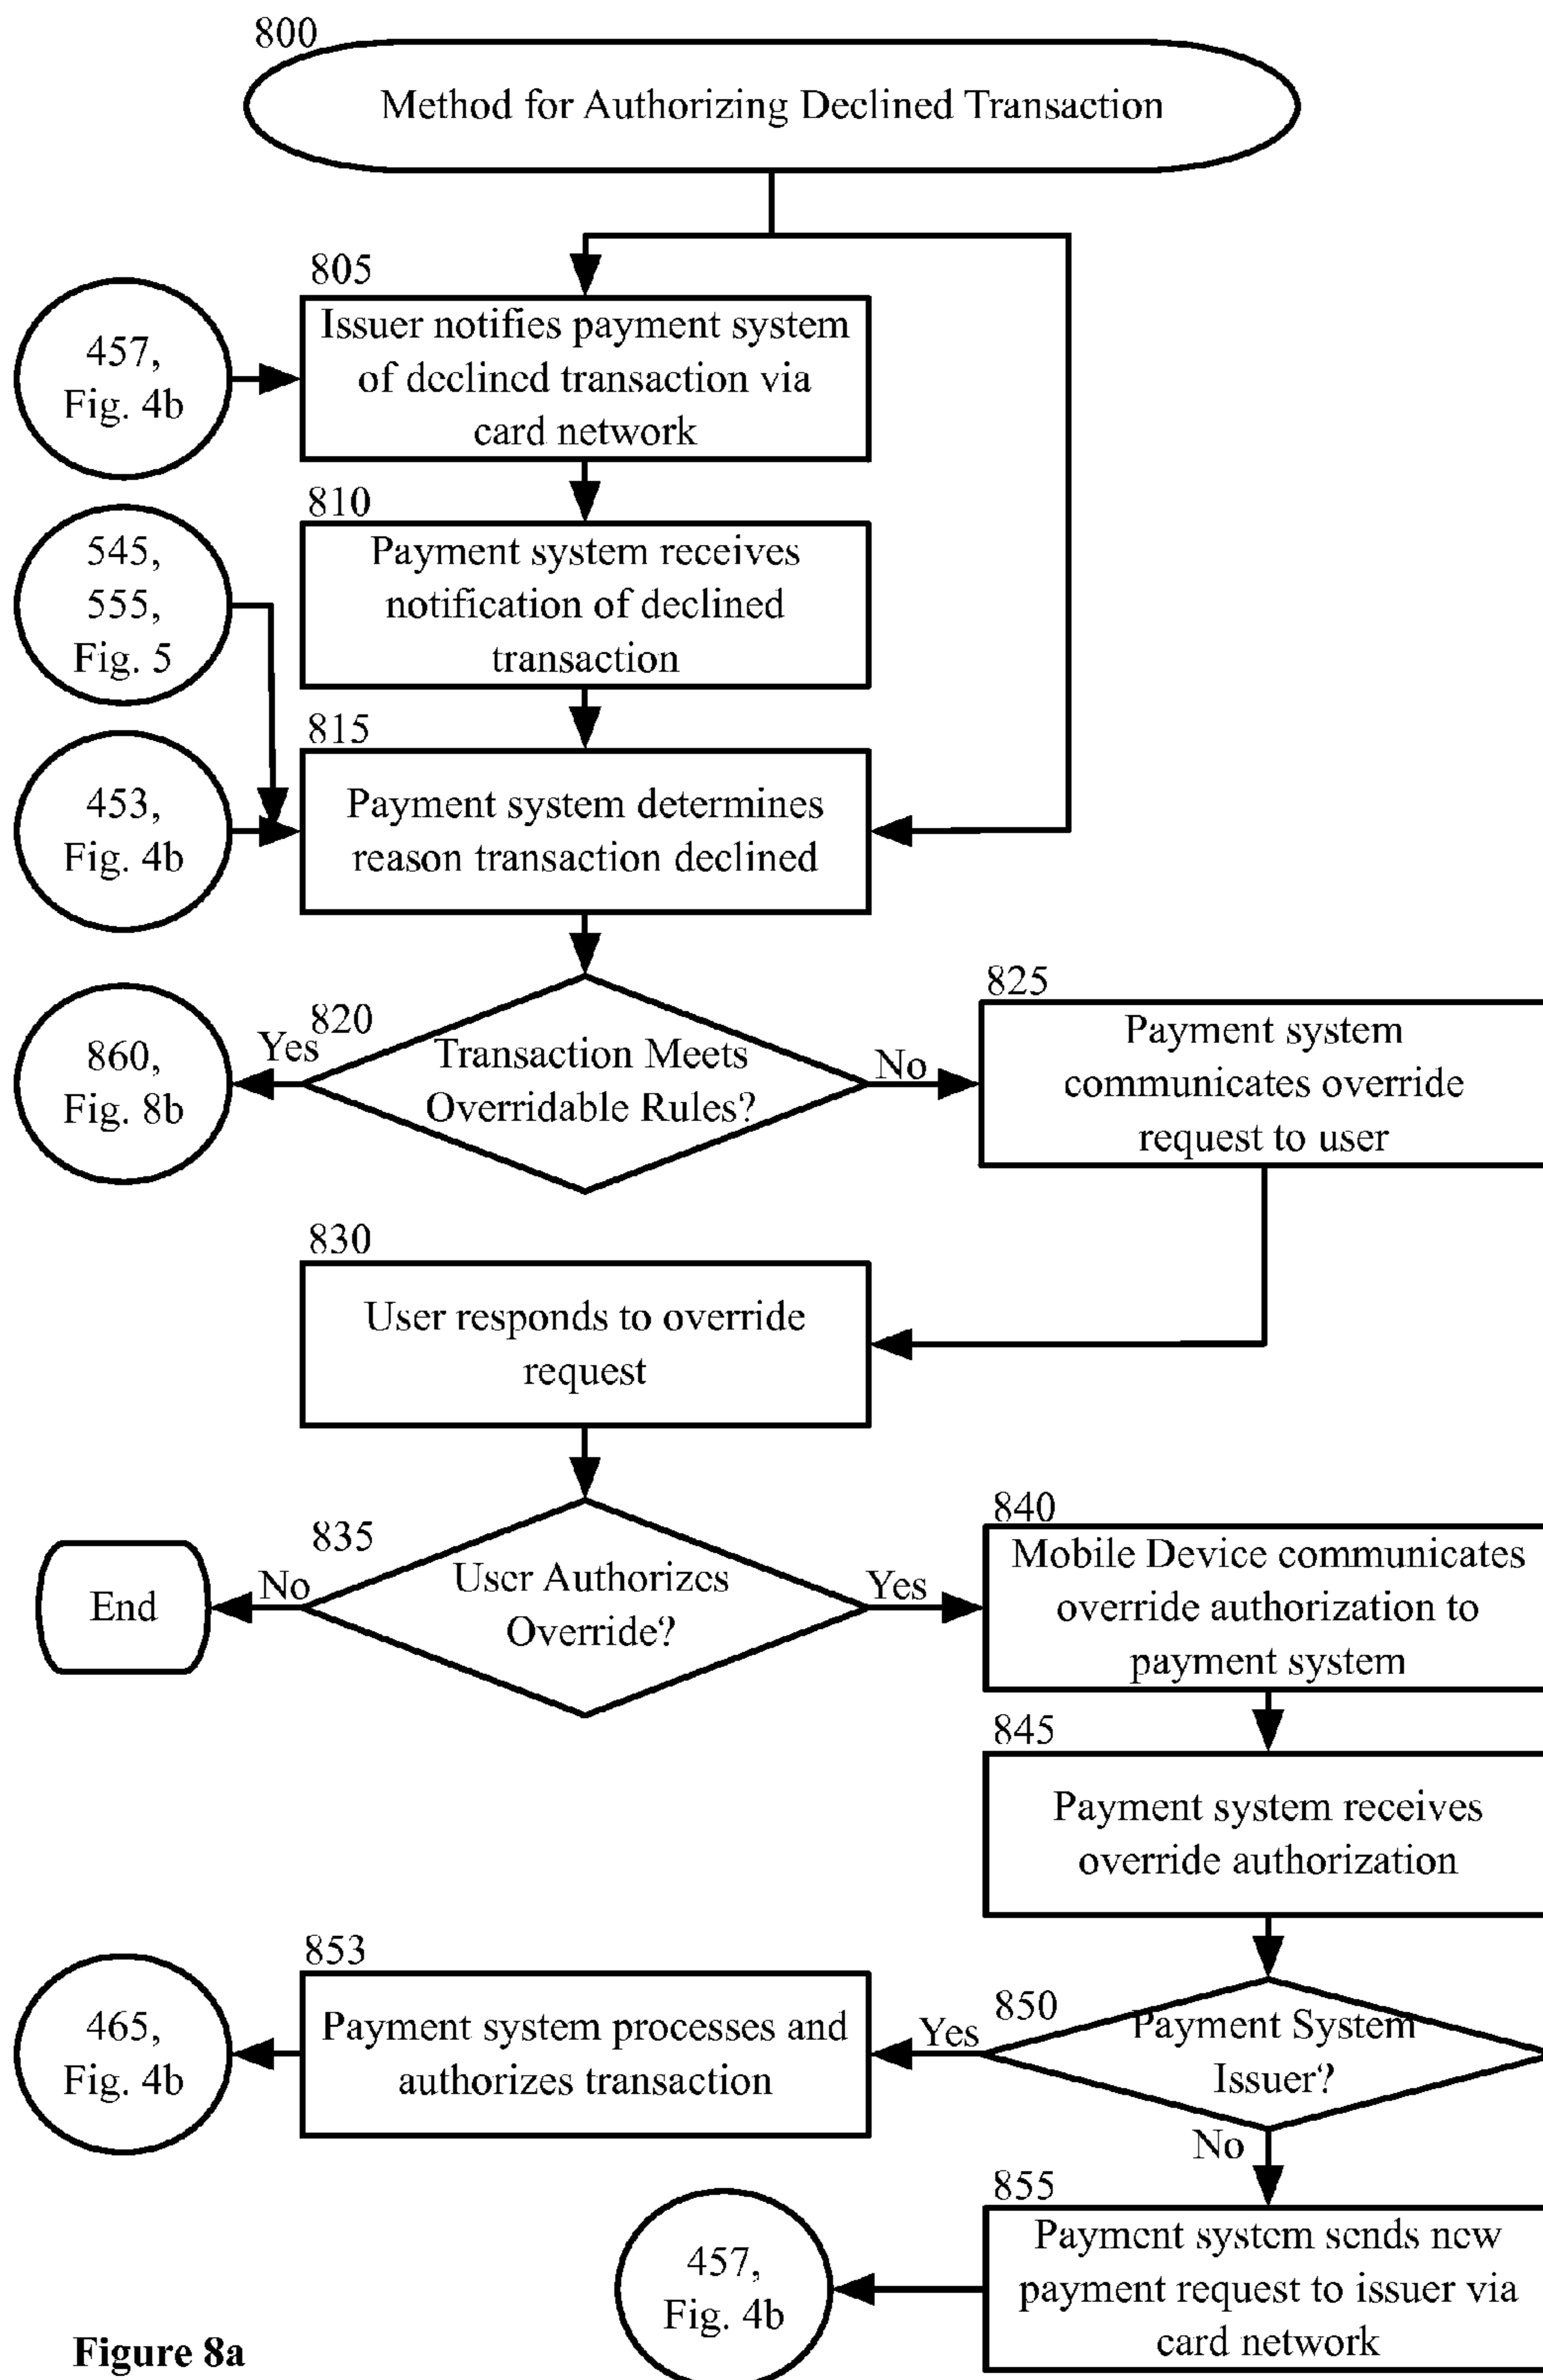 800
Method for Authorizing Declined Transaction
805
Issuer notifies payment system
of declined transaction via
card network
457,
Fig. 4b
810
Payment system receives
notification of declined
transaction
545,
555,
Fig. 5
815
Payment system determines
reason transaction declined
453,
Fig. 4b
820
Transaction Meets
Overridable Rules?
Yes
860,
Fig. 8b
No
825
Payment system
communicates override
request to user
830
User responds to override
request
835
User Authorizes
Override?
No
End
Yes
840
Mobile Device communicates
override authorization to
payment system
845
Payment system receives
override authorization
850
Payment System
Issuer?
Yes
853
Payment system processes and
authorizes transaction
465,
Fig. 4b
No
855
Payment system sends new
payment request to issuer via
card network
457,
Fig. 4b
Figure 8a